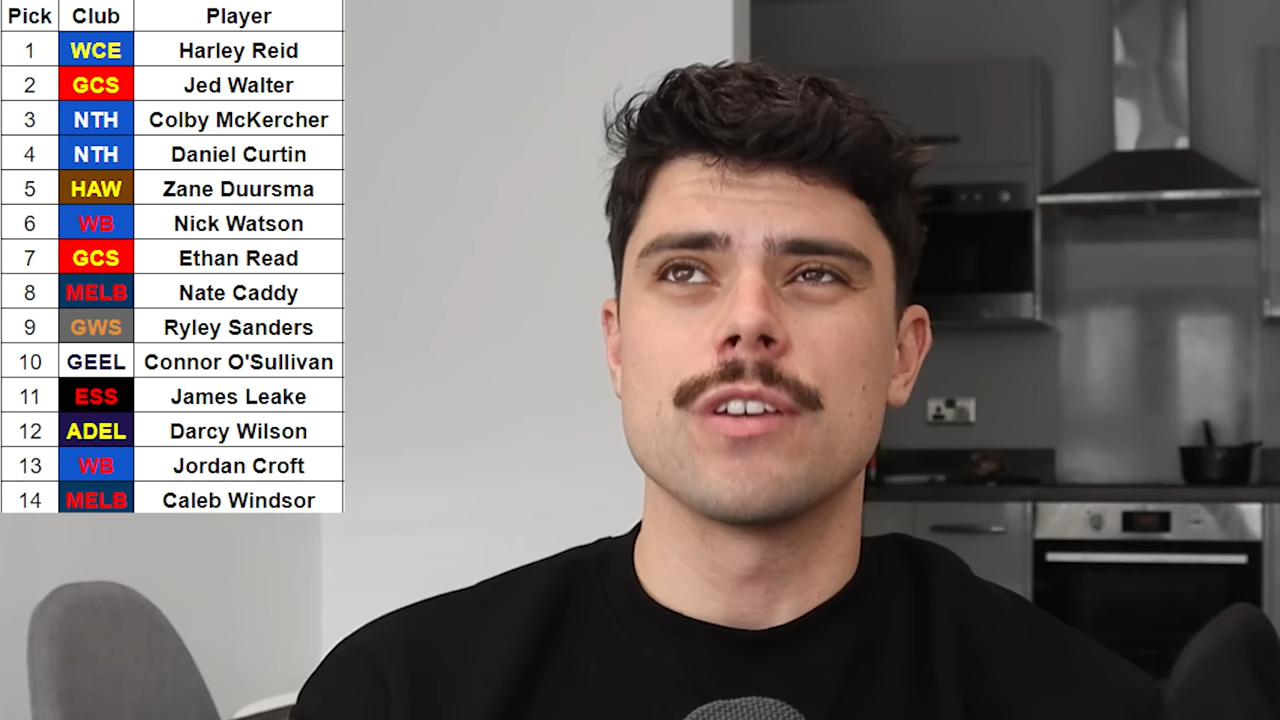 Pick Club Player
1 WCE Harley Reid
2 GCS Jed Walter
3 NTH Colby McKercher
4 NTH Daniel Curtin
5 HAW Zane Duursma
6 WB Nick Watson
7 GCS Ethan Read
8 MELB Nate Caddy
9 GWS Ryley Sanders
10 GEEL Connor O'Sullivan
11 ESS James Leake
12 ADEL Darcy Wilson
13 WB Jordan Croft
14 MELB Caleb Windsor